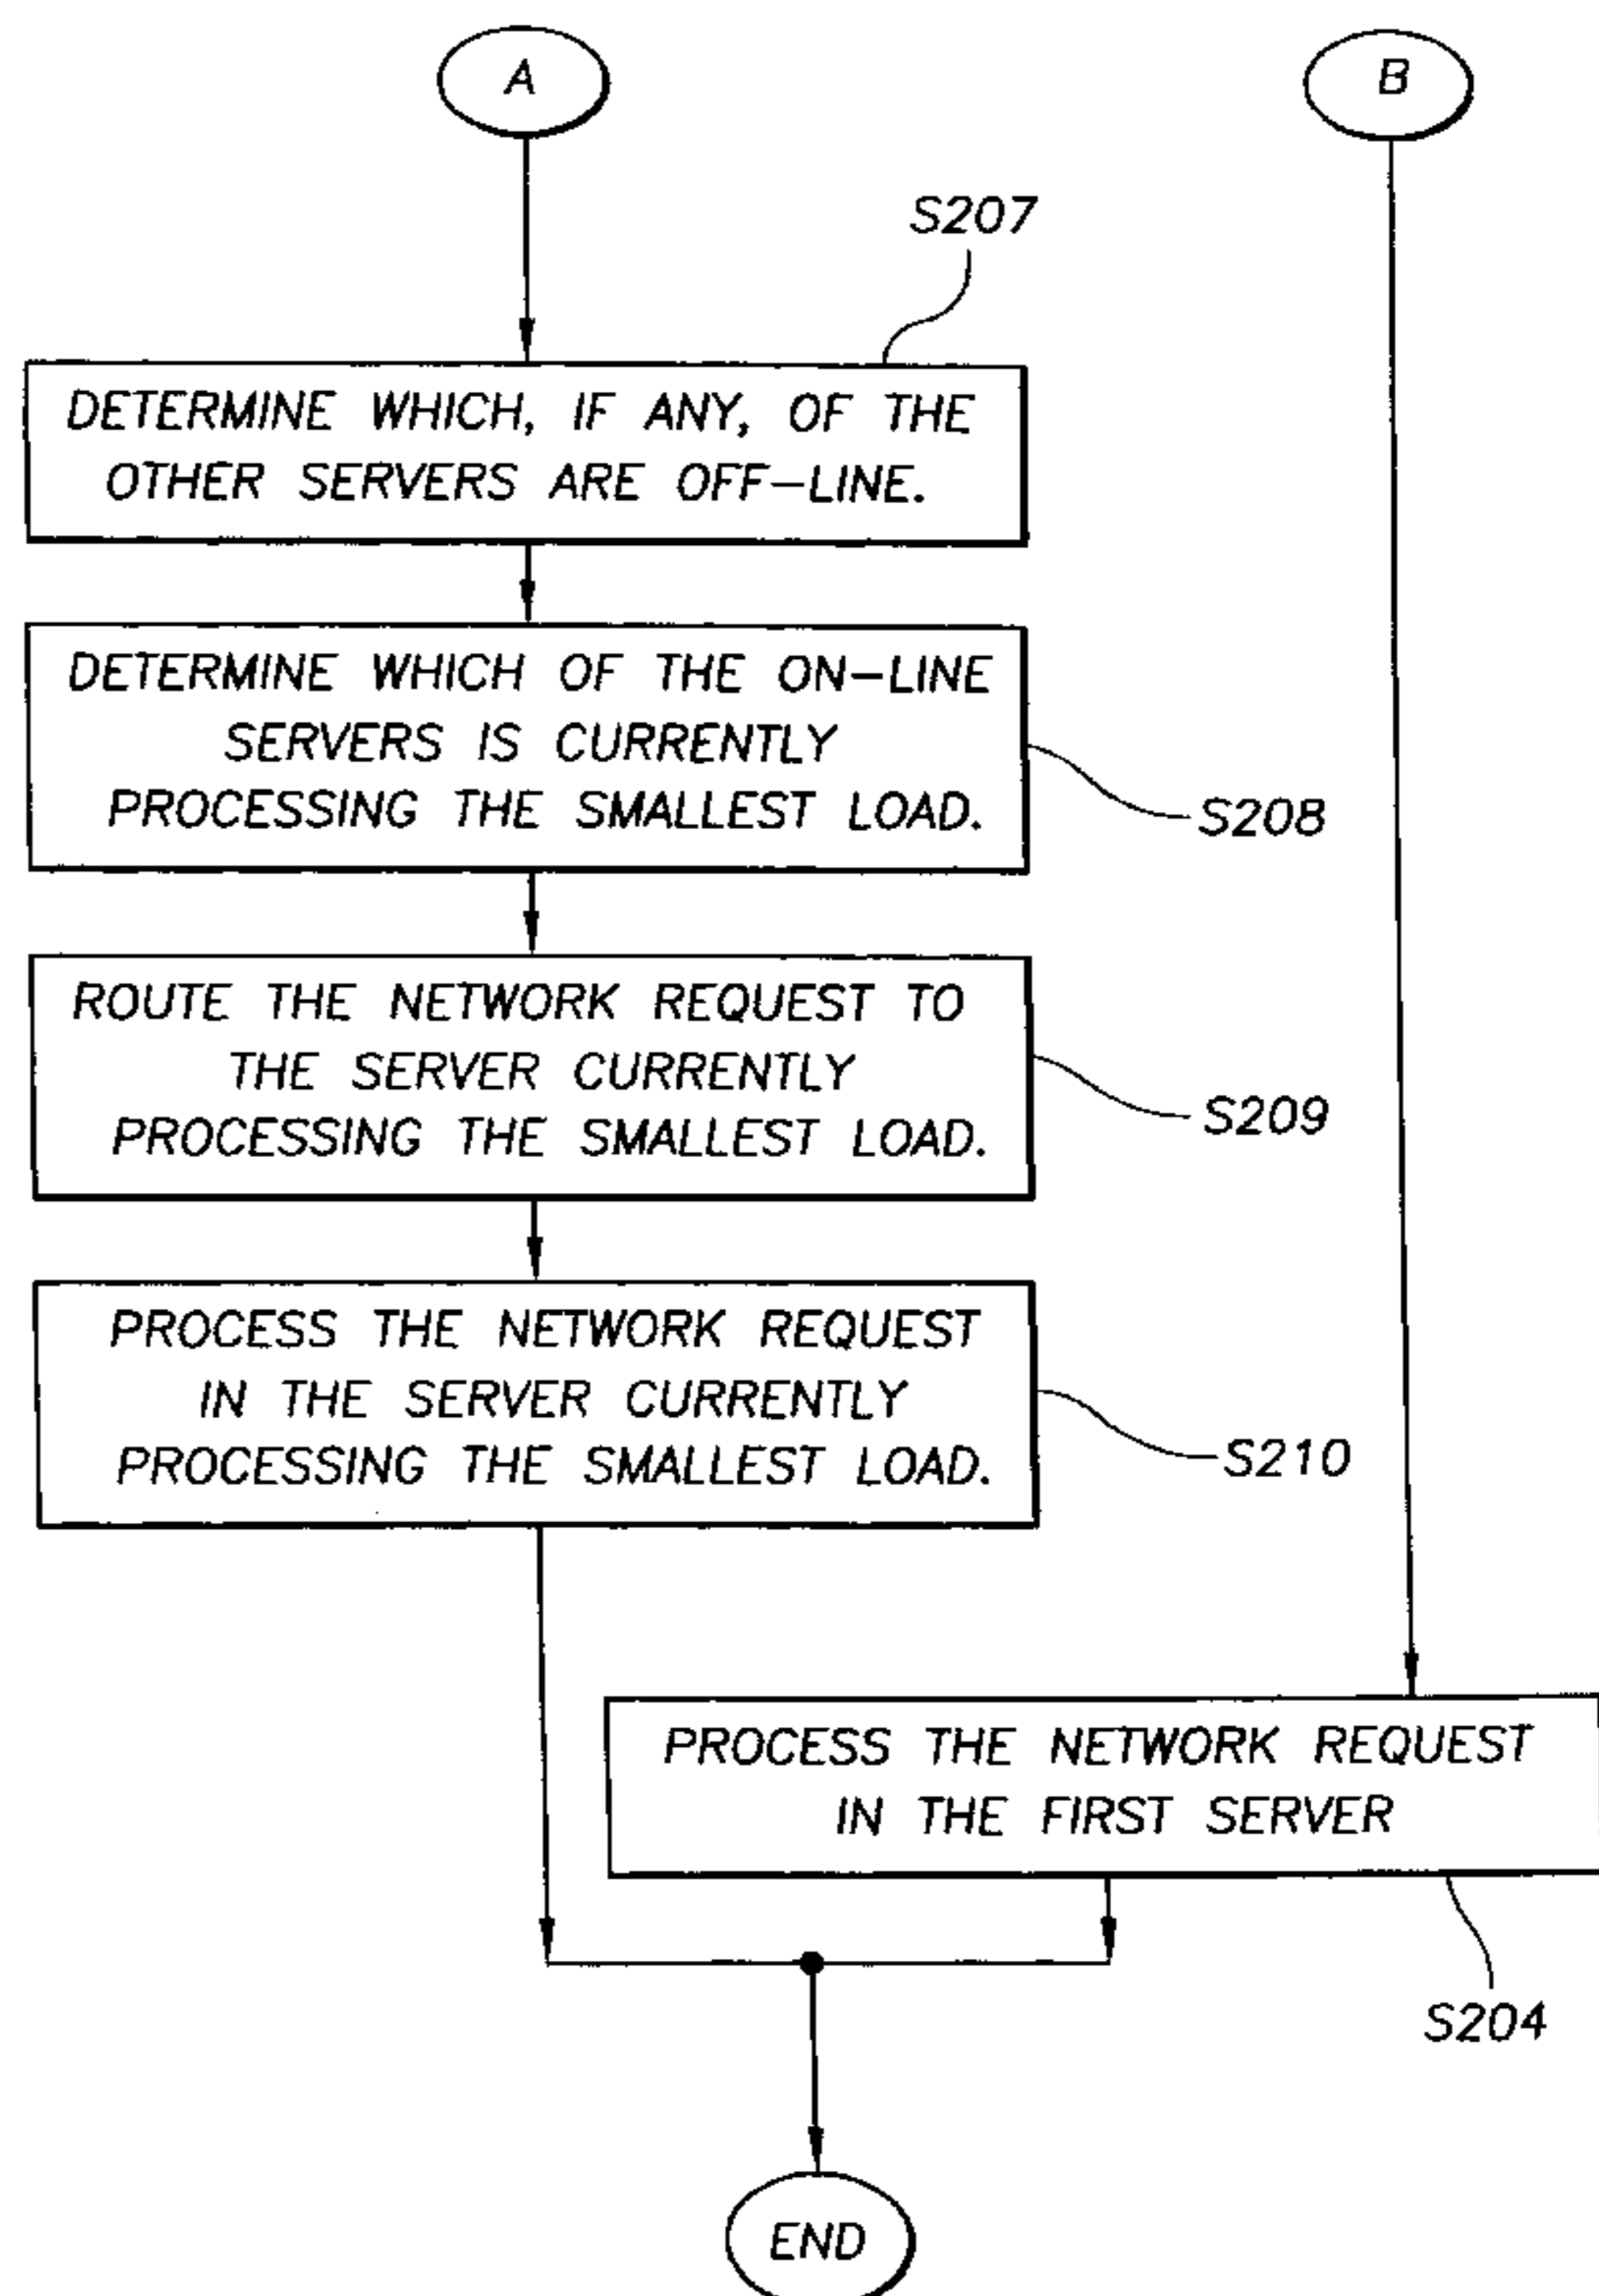 A
B
S207
DETERMINE WHICH, IF ANY, OF THE
OTHER SERVERS ARE OFF-LINE.
DETERMINE WHICH OF THE ON-LINE
SERVERS IS CURRENTLY
PROCESSING THE SMALLEST LOAD.
S208
ROUTE THE NETWORK REQUEST TO
THE SERVER CURRENTLY
PROCESSING THE SMALLEST LOAD.
S209
PROCESS THE NETWORK REQUEST
IN THE SERVER CURRENTLY
PROCESSING THE SMALLEST LOAD.
S210
PROCESS THE NETWORK REQUEST
IN THE FIRST SERVER
S204
END